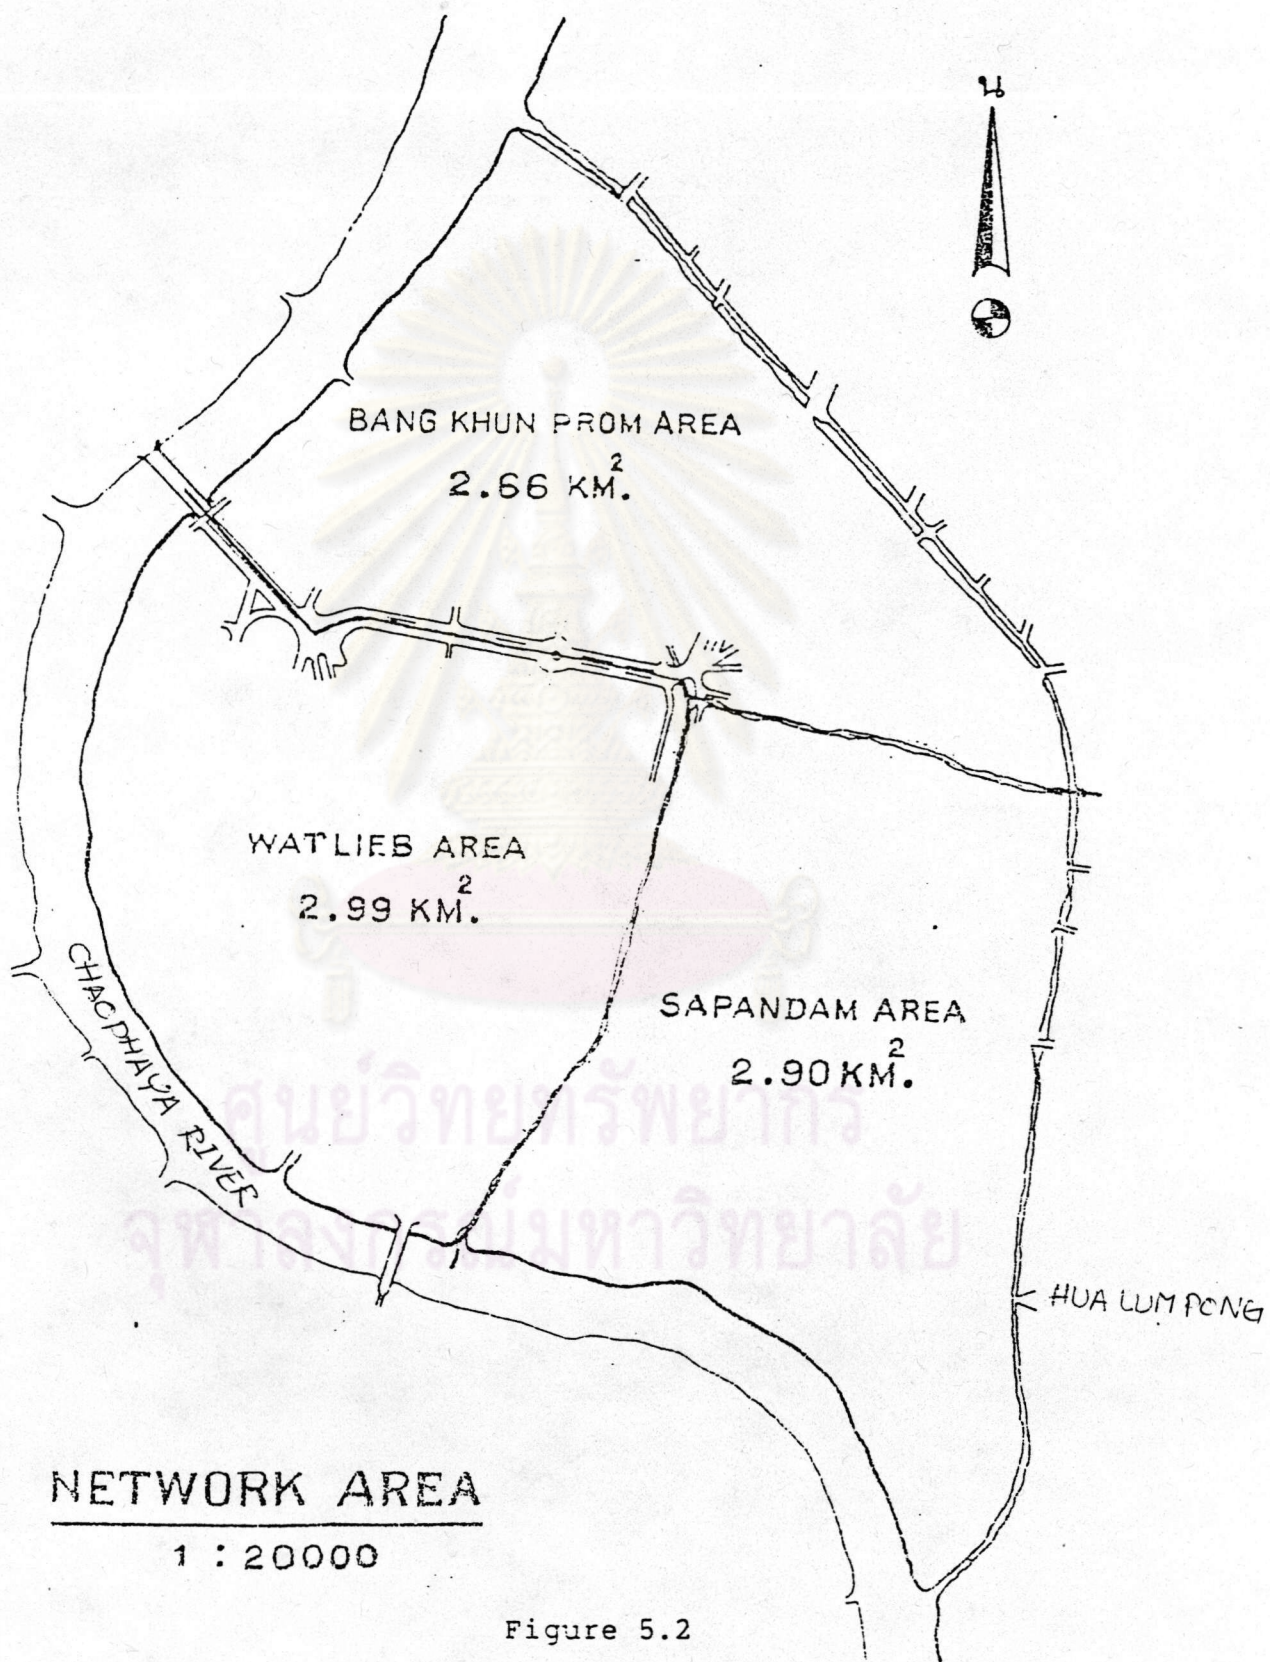 น
BANG KHUN PROM AREA
2.66 KM.²
WATLIEB AREA
2.99 KM.²
SAPANDAM AREA
2.90 KM.²
CHAOPHAYA RIVER
HUA LUM PONG
ศูนย์วิทยทรัพยากร
จุฬาลงกรณ์มหาวิทยาลัย
NETWORK AREA
1 : 20000
Figure 5.2